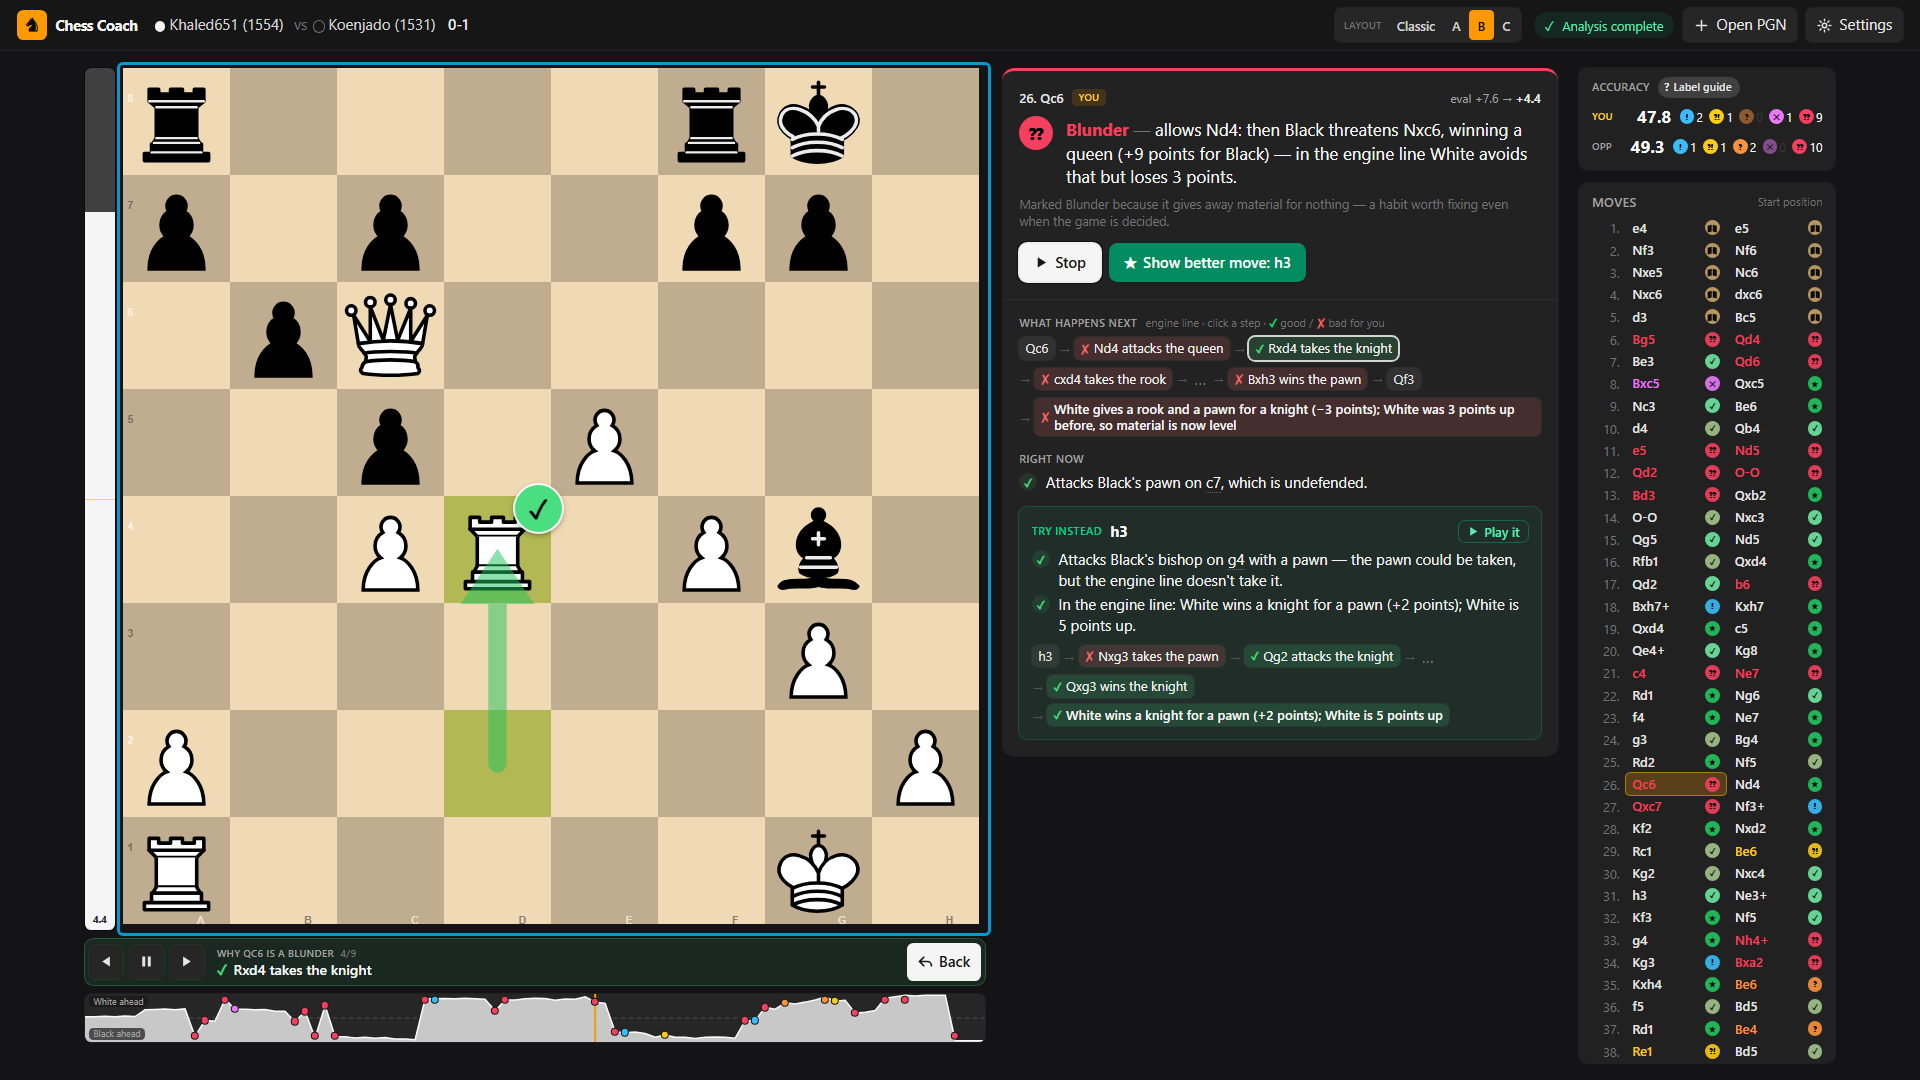 Chess Coach Khaled651 (1554) vs Koenjado (1531) 0-1
LAYOUT Classic A B C
✓ Analysis complete
+ Open PGN
Settings
8
7
6
5
4
3
2
1
A B C D E F G H
4.4
WHY QC6 IS A BLUNDER 4/9
✓ Rxd4 takes the knight
Back
White ahead
Black ahead
26. Qc6 YOU eval +7.6 → +4.4
?? Blunder — allows Nd4: then Black threatens Nxc6, winning a
queen (+9 points for Black) — in the engine line White avoids
that but loses 3 points.
Marked Blunder because it gives away material for nothing — a habit worth fixing even
when the game is decided.
Stop
★ Show better move: h3
WHAT HAPPENS NEXT engine line · click a step · ✓ good / ✗ bad for you
Qc6 → ✗ Nd4 attacks the queen → ✓ Rxd4 takes the knight
→ ✗ cxd4 takes the rook → … → ✗ Bxh3 wins the pawn → Qf3
→ ✗ White gives a rook and a pawn for a knight (−3 points); White was 3 points up
before, so material is now level
RIGHT NOW
✓ Attacks Black's pawn on c7, which is undefended.
TRY INSTEAD h3
Play it
✓ Attacks Black's bishop on g4 with a pawn — the pawn could be taken,
but the engine line doesn't take it.
✓ In the engine line: White wins a knight for a pawn (+2 points); White is
5 points up.
h3 → ✗ Nxg3 takes the pawn → ✓ Qg2 attacks the knight → …
→ ✓ Qxg3 wins the knight
→ ✓ White wins a knight for a pawn (+2 points); White is 5 points up
ACCURACY ? Label guide
YOU 47.8 ! 2 ?! 1 ? 0 ✕ 1 ?? 9
OPP 49.3 ! 1 ?! 1 ? 2 ✕ 0 ?? 10
MOVES Start position
1. e4 e5
2. Nf3 Nf6
3. Nxe5 Nc6
4. Nxc6 dxc6
5. d3 Bc5
6. Bg5 ?? Qd4 ??
7. Be3 ✓ Qd6 ??
8. Bxc5 ✕ Qxc5 ★
9. Nc3 ✓ Be6 ★
10. d4 ✓ Qb4 ✓
11. e5 ?? Nd5 ??
12. Qd2 ?? O-O ??
13. Bd3 ?? Qxb2 ★
14. O-O ✓ Nxc3 ✓
15. Qg5 ✓ Nd5 ✓
16. Rfb1 ✓ Qxd4 ★
17. Qd2 ✓ b6 ??
18. Bxh7+ ! Kxh7 ★
19. Qxd4 ★ c5 ★
20. Qe4+ ✓ Kg8 ★
21. c4 ?? Ne7 ??
22. Rd1 ★ Ng6 ✓
23. f4 ★ Ne7 ★
24. g3 ✓ Bg4 ★
25. Rd2 ★ Nf5 ✓
26. Qc6 ?? Nd4 ★
27. Qxc7 ?? Nf3+ !
28. Kf2 ★ Nxd2 ★
29. Rc1 ✓ Be6 ?!
30. Kg2 ✓ Nxc4 ✓
31. h3 ✓ Ne3+ ✓
32. Kf3 ★ Nf5 ✓
33. g4 ★ Nh4+ ??
34. Kg3 ! Bxa2 ??
35. Kxh4 ★ Be6 ?
36. f5 ✓ Bd5 ✓
37. Rd1 ★ Be4 ?
38. Re1 ?! Bd5 ✓